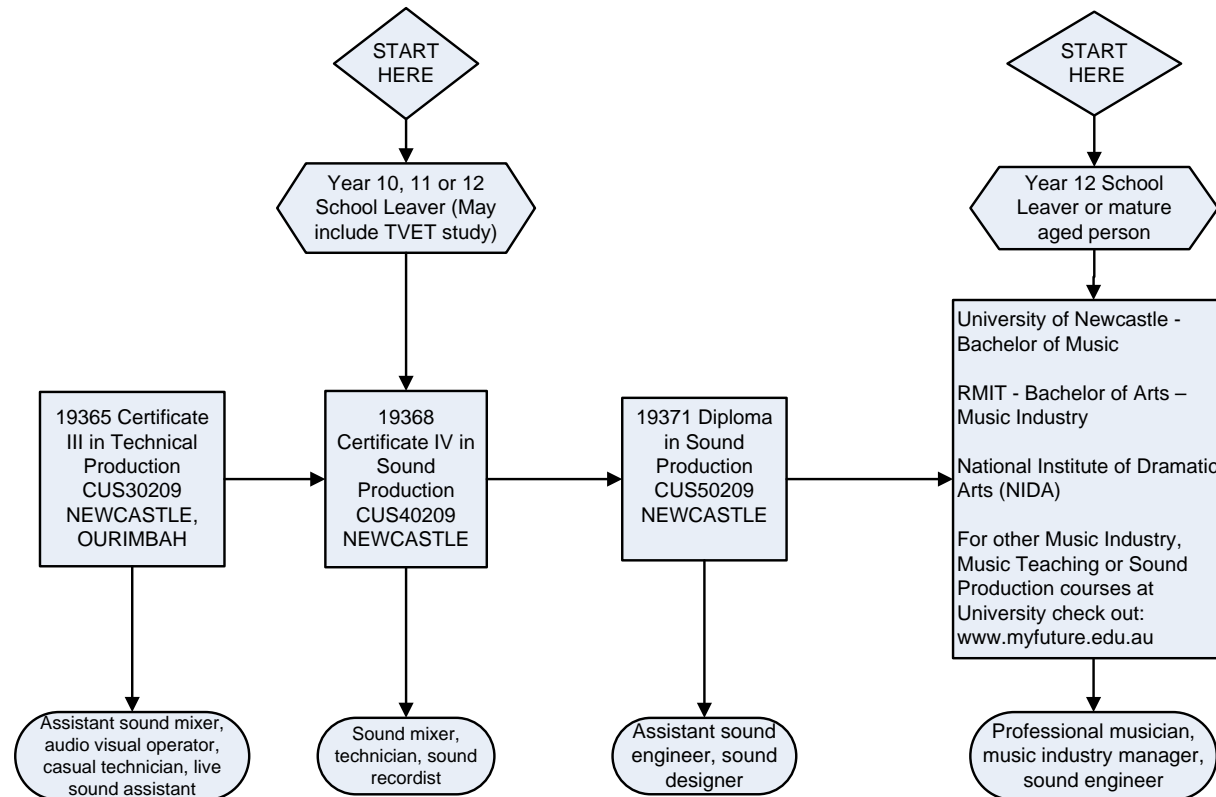 START
HERE
START
HERE
Year 10, 11 or 12
School Leaver (May
include TVET study)
Year 12 School
Leaver or mature
aged person
19365 Certificate
III in Technical
Production
CUS30209
NEWCASTLE,
OURIMBAH
19368
Certificate IV in
Sound
Production
CUS40209
NEWCASTLE
19371 Diploma
in Sound
Production
CUS50209
NEWCASTLE
University of Newcastle -
Bachelor of Music
RMIT - Bachelor of Arts –
Music Industry
National Institute of Dramatic
Arts (NIDA)
For other Music Industry,
Music Teaching or Sound
Production courses at
University check out:
www.myfuture.edu.au
Assistant sound mixer,
audio visual operator,
casual technician, live
sound assistant
Sound mixer,
technician, sound
recordist
Assistant sound
engineer, sound
designer
Professional musician,
music industry manager,
sound engineer